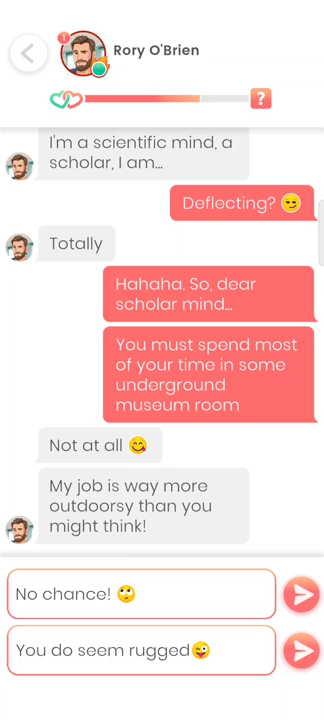 1
Rory O'Brien
?
I'm a scientific mind, a
scholar, I am...
Deflecting? 😏
Totally
Hahaha. So, dear
scholar mind...
You must spend most
of your time in some
underground
museum room
Not at all 😋
My job is way more
outdoorsy than you
might think!
No chance! 🙄
You do seem rugged😜